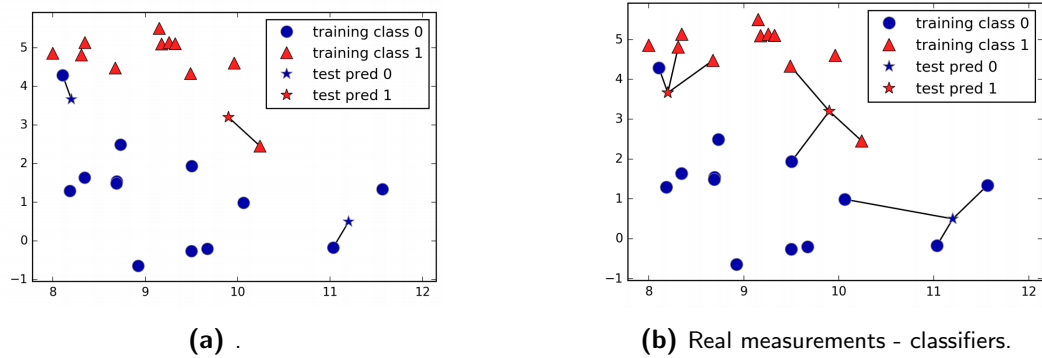 training class 0
training class 1
test pred 0
test pred 1
5
4
3
2
1
0
−1
8 9 10 11 12
(a) .
training class 0
training class 1
test pred 0
test pred 1
5
4
3
2
1
0
−1
8 9 10 11 12
(b) Real measurements - classifiers.